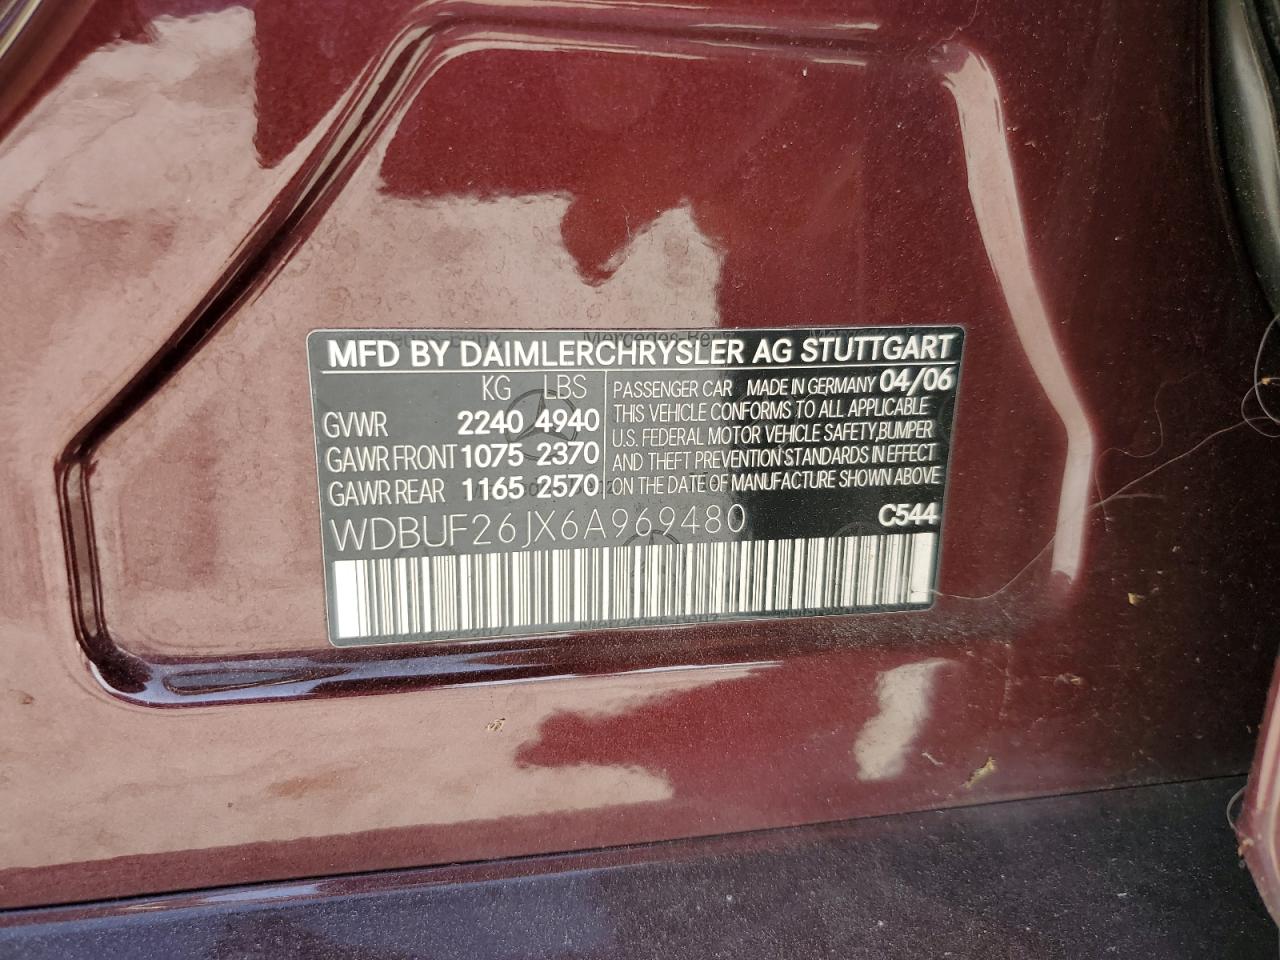 MFD BY DAIMLERCHRYSLER AG STUTTGART
KG LBS
GVWR 2240 4940
GAWR FRONT 1075 2370
GAWR REAR 1165 2570
PASSENGER CAR MADE IN GERMANY 04/06
THIS VEHICLE CONFORMS TO ALL APPLICABLE
U.S. FEDERAL MOTOR VEHICLE SAFETY,BUMPER
AND THEFT PREVENTION STANDARDS IN EFFECT
ON THE DATE OF MANUFACTURE SHOWN ABOVE
WDBUF26JX6A969480 C544